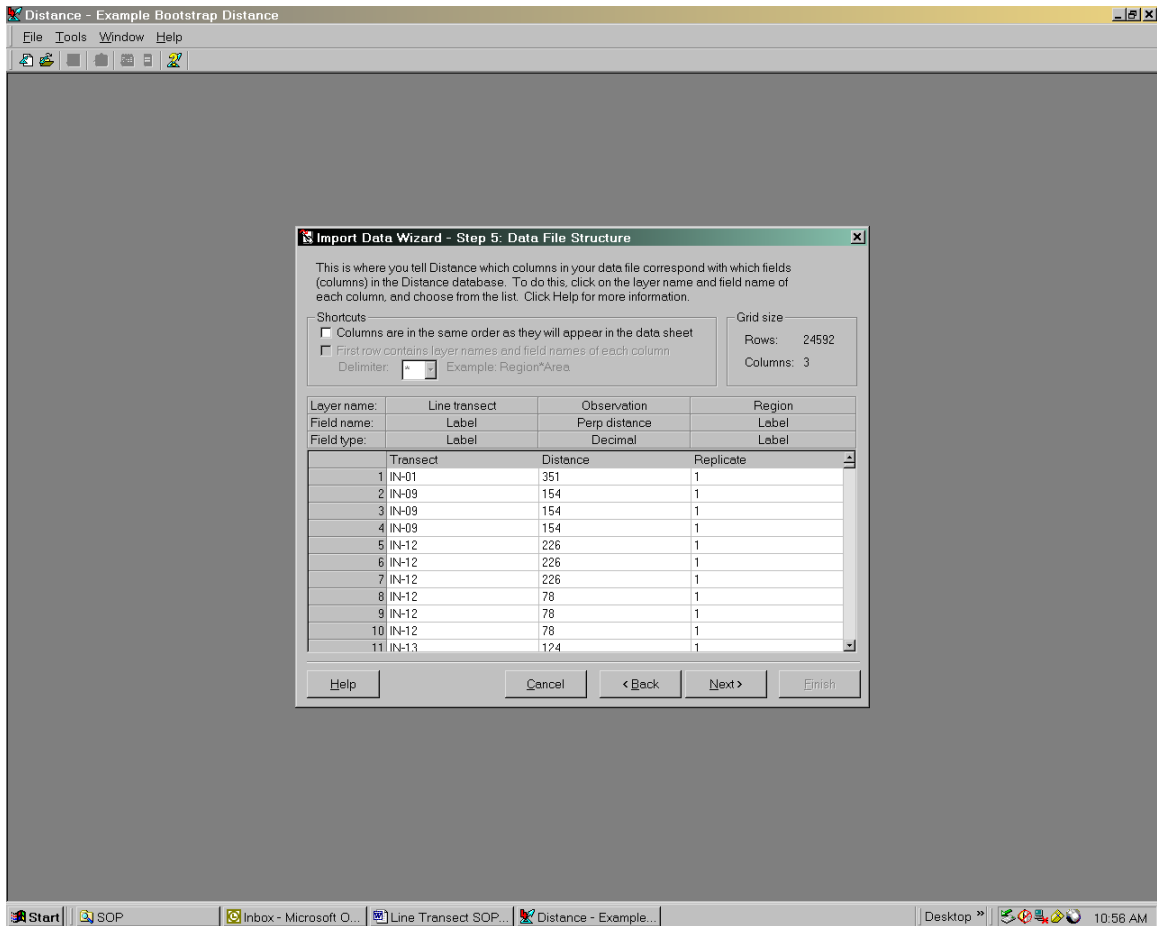 Distance - Example Bootstrap Distance
File Tools Window Help
Import Data Wizard - Step 5: Data File Structure
This is where you tell Distance which columns in your data file correspond with which fields
(columns) in the Distance database. To do this, click on the layer name and field name of
each column, and choose from the list. Click Help for more information.
Shortcuts
Columns are in the same order as they will appear in the data sheet
First row contains layer names and field names of each column
Delimiter: * Example: Region*Area
Grid size
Rows: 24592
Columns: 3
Layer name: Line transect Observation Region
Field name: Label Perp distance Label
Field type: Label Decimal Label
Transect Distance Replicate
1 IN-01 351 1
2 IN-09 154 1
3 IN-09 154 1
4 IN-09 154 1
5 IN-12 226 1
6 IN-12 226 1
7 IN-12 226 1
8 IN-12 78 1
9 IN-12 78 1
10 IN-12 78 1
11 IN-13 124 1
Help Cancel < Back Next > Finish
Start SOP Inbox - Microsoft O... Line Transect SOP... Distance - Example... Desktop » 10:56 AM